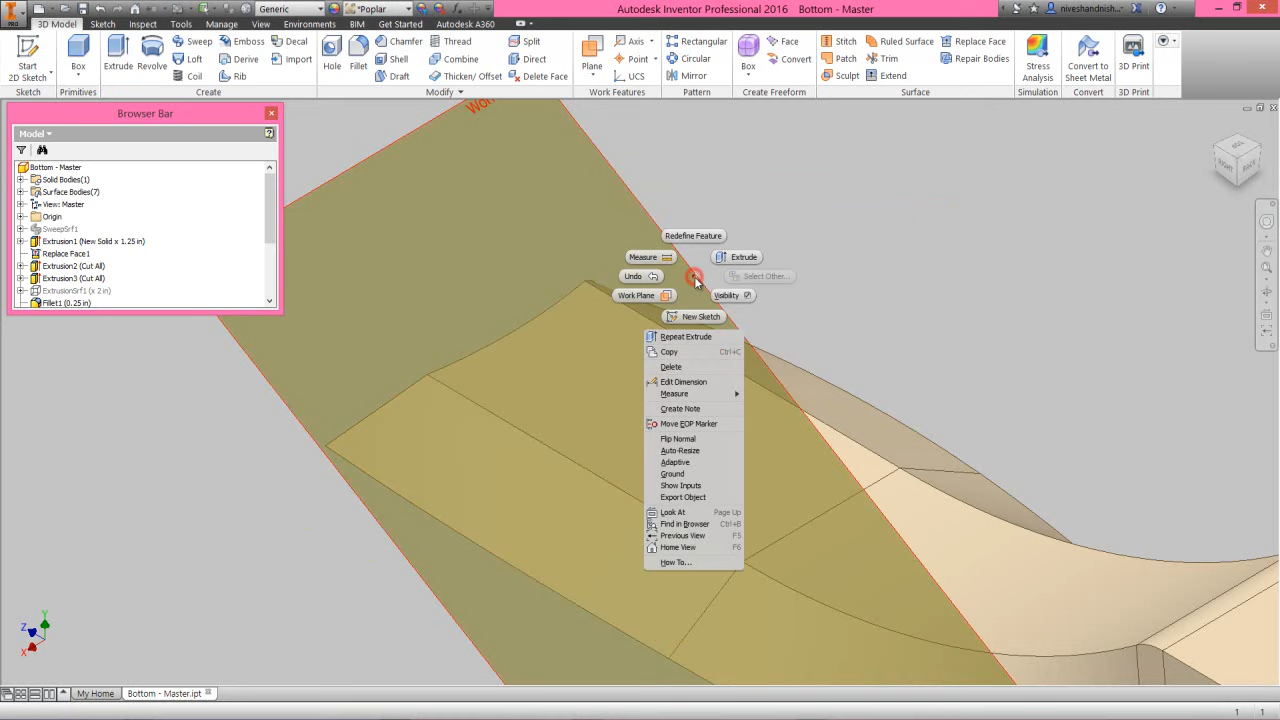 Generic
*Poplar
Autodesk Inventor Professional 2016 Bottom - Master
niveshandnish...
PRO
3D Model Sketch Inspect Tools Manage View Environments BIM Get Started Autodesk A360
Start
2D Sketch
Sketch
Box
Primitives
Extrude
Revolve
Sweep
Loft
Coil
Emboss
Derive
Rib
Decal
Import
Create
Hole
Fillet
Chamfer
Shell
Draft
Thread
Combine
Thicken/ Offset
Split
Direct
Delete Face
Modify
Plane
Axis
Point
UCS
Work Features
Rectangular
Circular
Mirror
Pattern
Box
Face
Convert
Create Freeform
Stitch
Patch
Sculpt
Ruled Surface
Trim
Extend
Replace Face
Repair Bodies
Surface
Stress
Analysis
Simulation
Convert to
Sheet Metal
Convert
3D Print
3D Print
Browser Bar
Model
Bottom - Master
Solid Bodies(1)
Surface Bodies(7)
View: Master
Origin
SweepSrf1
Extrusion1 (New Solid x 1.25 in)
Replace Face1
Extrusion2 (Cut All)
Extrusion3 (Cut All)
ExtrusionSrf1 (x 2 in)
Fillet1 (0.25 in)
Wor
RIGHT
BACK
Redefine Feature
Measure
Extrude
Undo
Select Other...
Work Plane
Visibility
New Sketch
Repeat Extrude
Copy Ctrl+C
Delete
Edit Dimension
Measure
Create Note
Move EOP Marker
Flip Normal
Auto-Resize
Adaptive
Ground
Show Inputs
Export Object
Look At Page Up
Find in Browser Ctrl+B
Previous View F5
Home View F6
How To...
Y
Z
X
My Home
Bottom - Master.ipt
1 1